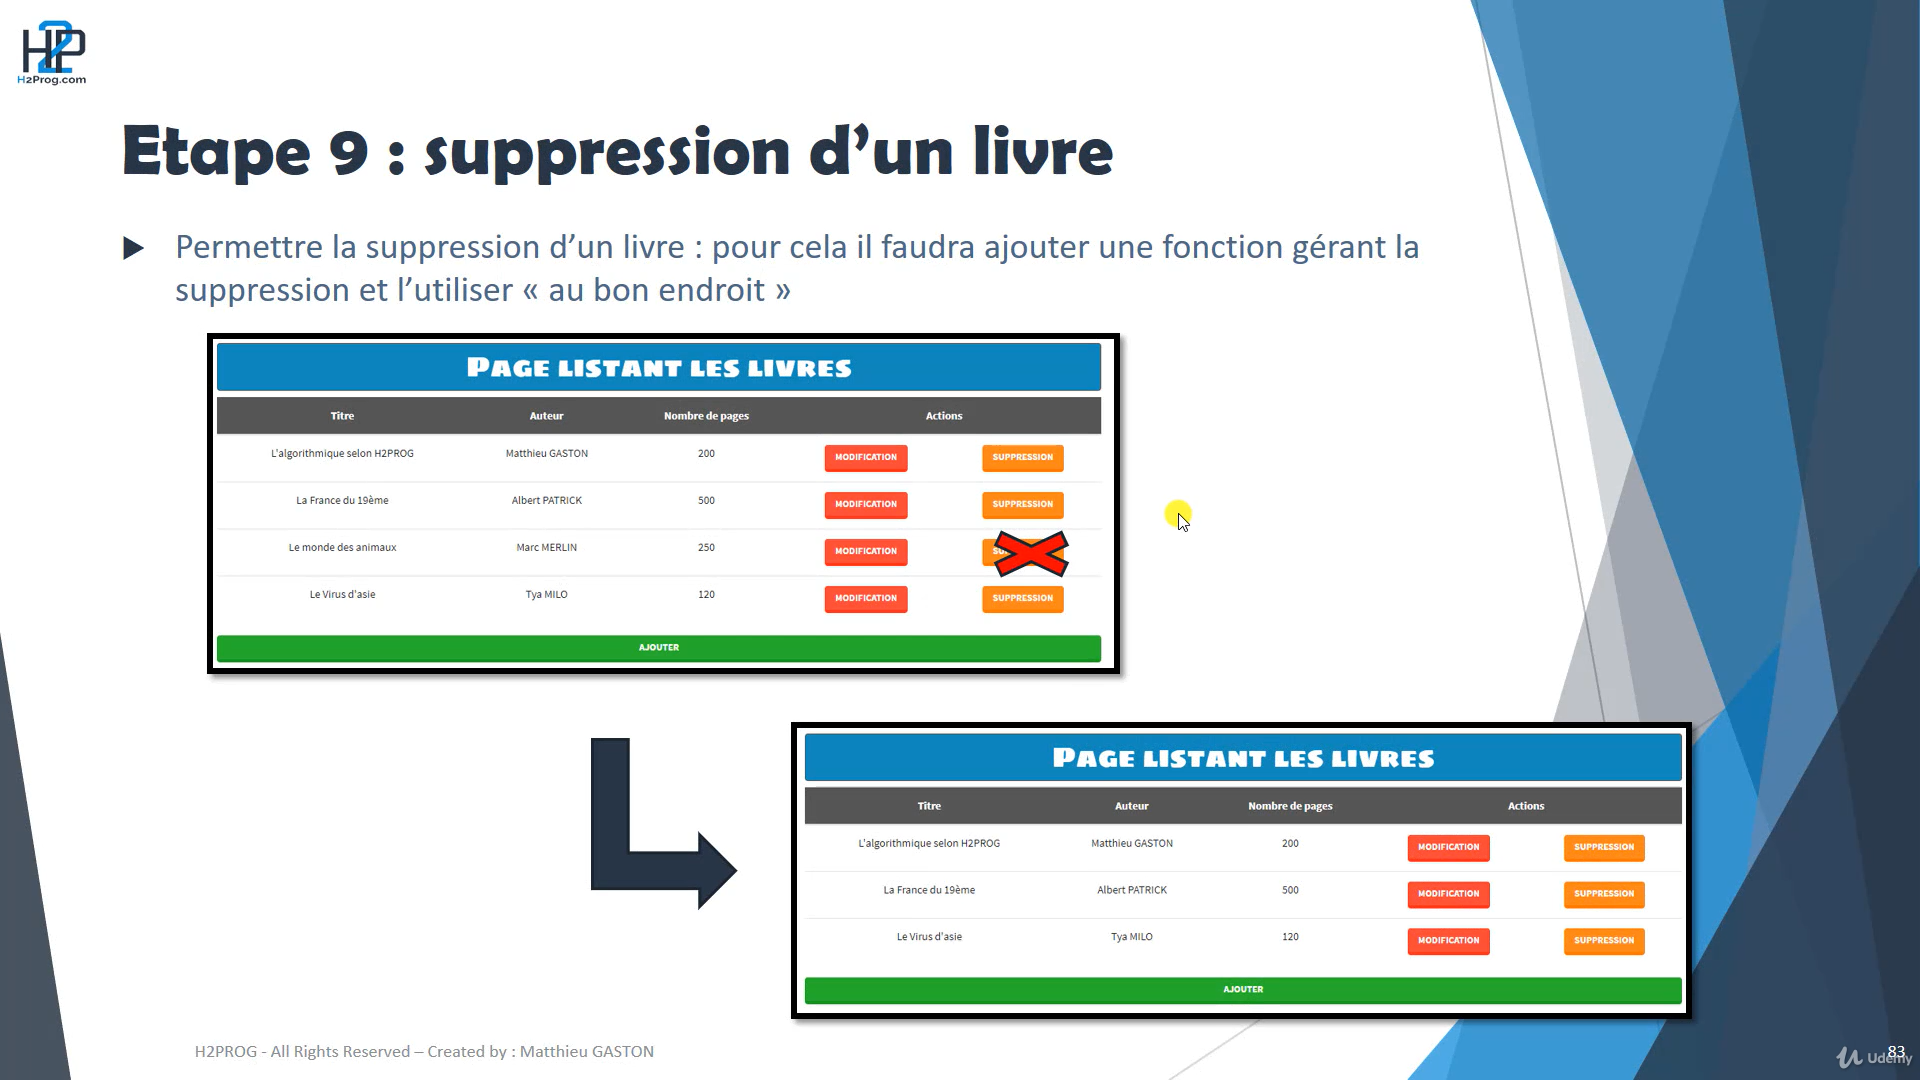 H2P
H2Prog.com
Etape 9 : suppression d’un livre
Permettre la suppression d’un livre : pour cela il faudra ajouter une fonction gérant la
suppression et l’utiliser « au bon endroit »
Page listant les livres
Titre Auteur Nombre de pages Actions
L'algorithmique selon H2PROG Matthieu GASTON 200 MODIFICATION SUPPRESSION
La France du 19ème Albert PATRICK 500 MODIFICATION SUPPRESSION
Le monde des animaux Marc MERLIN 250 MODIFICATION
Le Virus d'asie Tya MILO 120 MODIFICATION SUPPRESSION
AJOUTER
Page listant les livres
Titre Auteur Nombre de pages Actions
L'algorithmique selon H2PROG Matthieu GASTON 200 MODIFICATION SUPPRESSION
La France du 19ème Albert PATRICK 500 MODIFICATION SUPPRESSION
Le Virus d'asie Tya MILO 120 MODIFICATION SUPPRESSION
AJOUTER
H2PROG - All Rights Reserved – Created by : Matthieu GASTON
83
Udemy